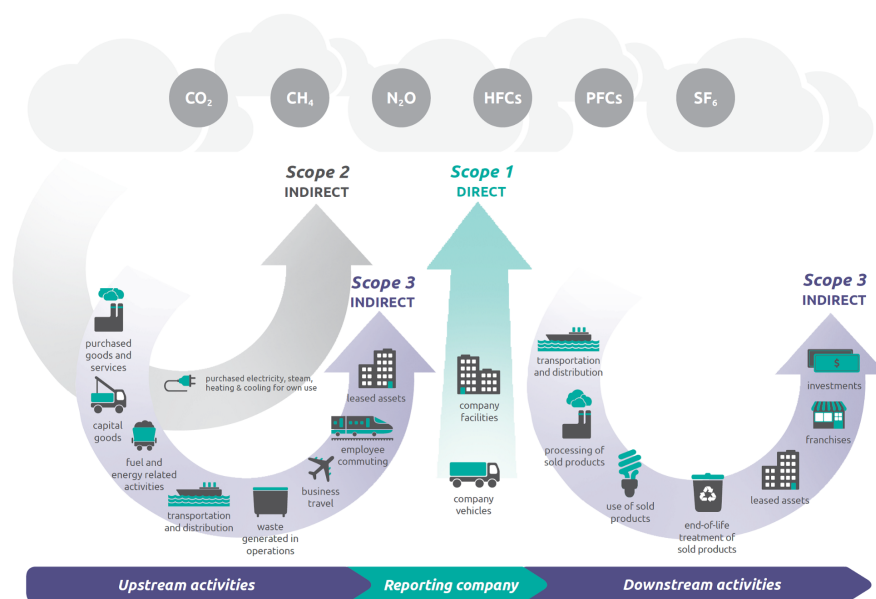 CO₂
CH₄
N₂O
HFCs
PFCs
SF₆
Scope 2
INDIRECT
Scope 1
DIRECT
Scope 3
INDIRECT
Scope 3
INDIRECT
purchased
goods and
services
capital
goods
fuel and
energy related
activities
transportation
and distribution
waste
generated in
operations
business
travel
employee
commuting
leased assets
purchased electricity, steam,
heating & cooling for own use
company
facilities
company
vehicles
transportation
and distribution
processing of
sold products
use of sold
products
end-of-life
treatment of
sold products
leased assets
franchises
$
investments
Upstream activities
Reporting company
Downstream activities